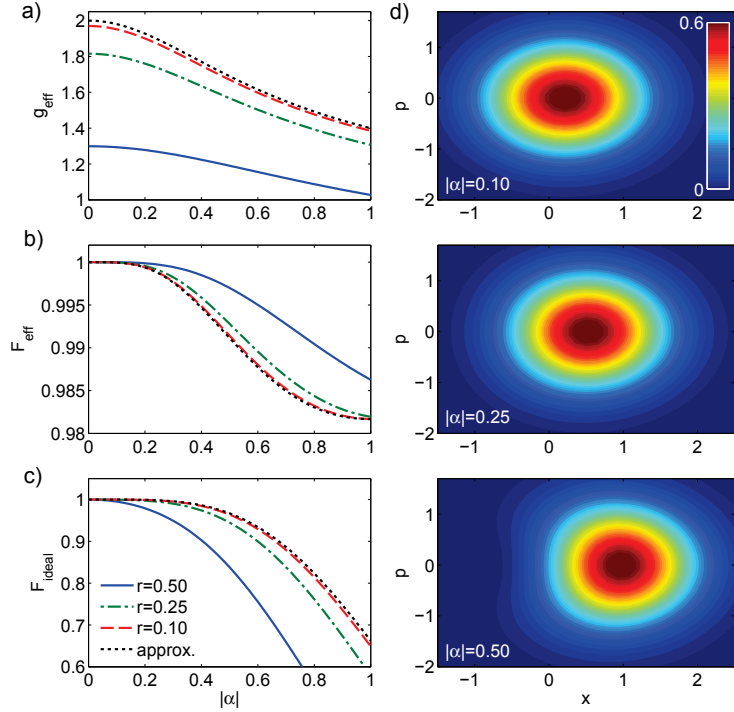 a)
g_eff
2
1.8
1.6
1.4
1.2
1
0 0.2 0.4 0.6 0.8 1
b)
F_eff
1
0.995
0.99
0.985
0.98
0 0.2 0.4 0.6 0.8 1
c)
F_ideal
1
0.9
0.8
0.7
0.6
r=0.50
r=0.25
r=0.10
approx.
0 0.2 0.4 0.6 0.8 1
|α|
d)
p
1
0
−1
−2
0.6
0
|α|=0.10
−1 0 1
p
1
0
−1
−2
|α|=0.25
−1 0 1 2
p
1
0
−1
−2
|α|=0.50
−1 0 1 2
x